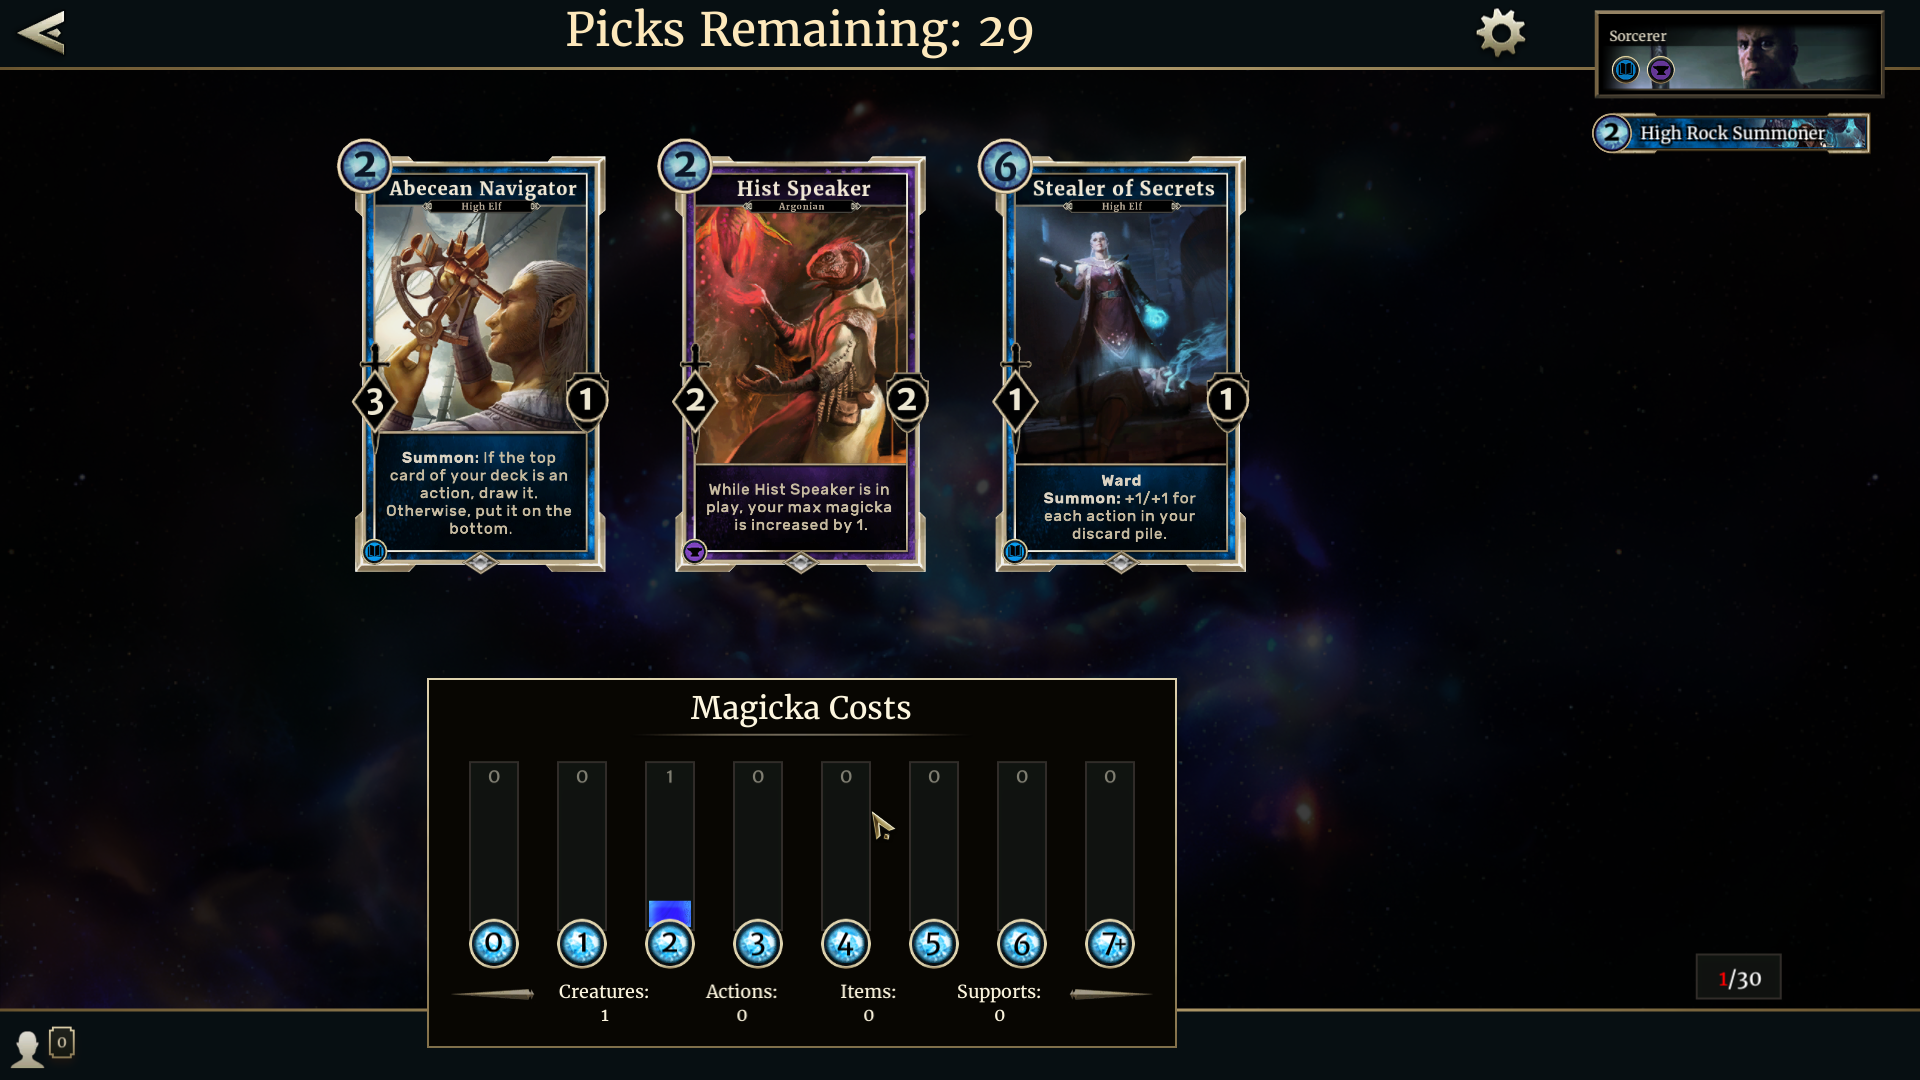 Picks Remaining: 29
Sorcerer
2 High Rock Summoner
2
Abecean Navigator
High Elf
3
1
Summon: If the top
card of your deck is an
action, draw it.
Otherwise, put it on the
bottom.
2
Hist Speaker
Argonian
2
2
While Hist Speaker is in
play, your max magicka
is increased by 1.
6
Stealer of Secrets
High Elf
1
1
Ward
Summon: +1/+1 for
each action in your
discard pile.
Magicka Costs
0 0 1 0 0 0 0 0
0 1 2 3 4 5 6 7+
Creatures: Actions: Items: Supports:
1 0 0 0
1/30
0